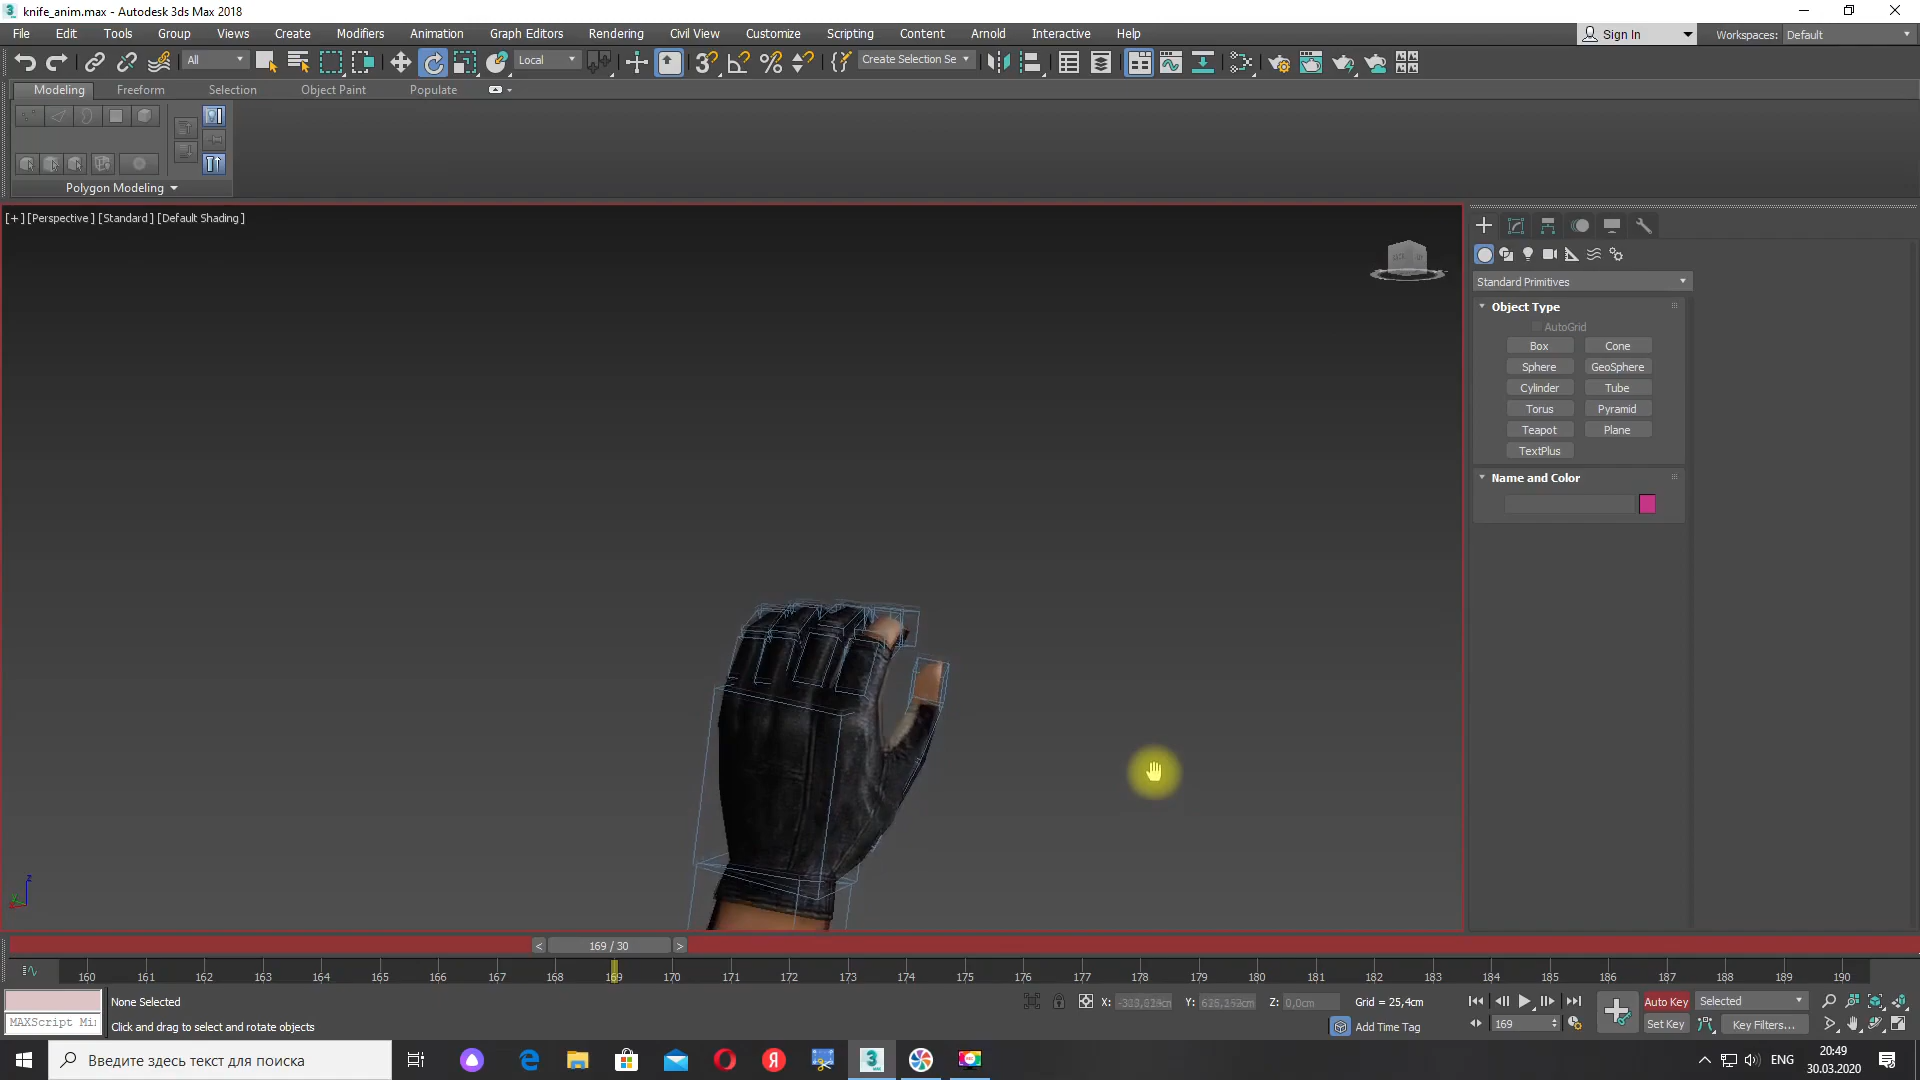 knife_anim.max - Autodesk 3ds Max 2018
File Edit Tools Group Views Create Modifiers Animation Graph Editors Rendering Civil View Customize Scripting Content Arnold Interactive Help
Sign In
Workspaces: Default
All
Local
Create Selection Se
Modeling Freeform Selection Object Paint Populate
Polygon Modeling
[+] [Perspective] [Standard] [Default Shading]
Standard Primitives
Object Type
AutoGrid
Box Cone
Sphere GeoSphere
Cylinder Tube
Torus Pyramid
Teapot Plane
TextPlus
Name and Color
z
< 169 / 30 >
160 161 162 163 164 165 166 167 168 169 170 171 172 173 174 175 176 177 178 179 180 181 182 183 184 185 186 187 188 189 190
None Selected
X: Y: Z: 0,0cm Grid = 25,4cm
Auto Key Selected
MAXScript Mi
Click and drag to select and rotate objects
Add Time Tag
169
Set Key Key Filters...
Введите здесь текст для поиска
ENG
20:49
30.03.2020